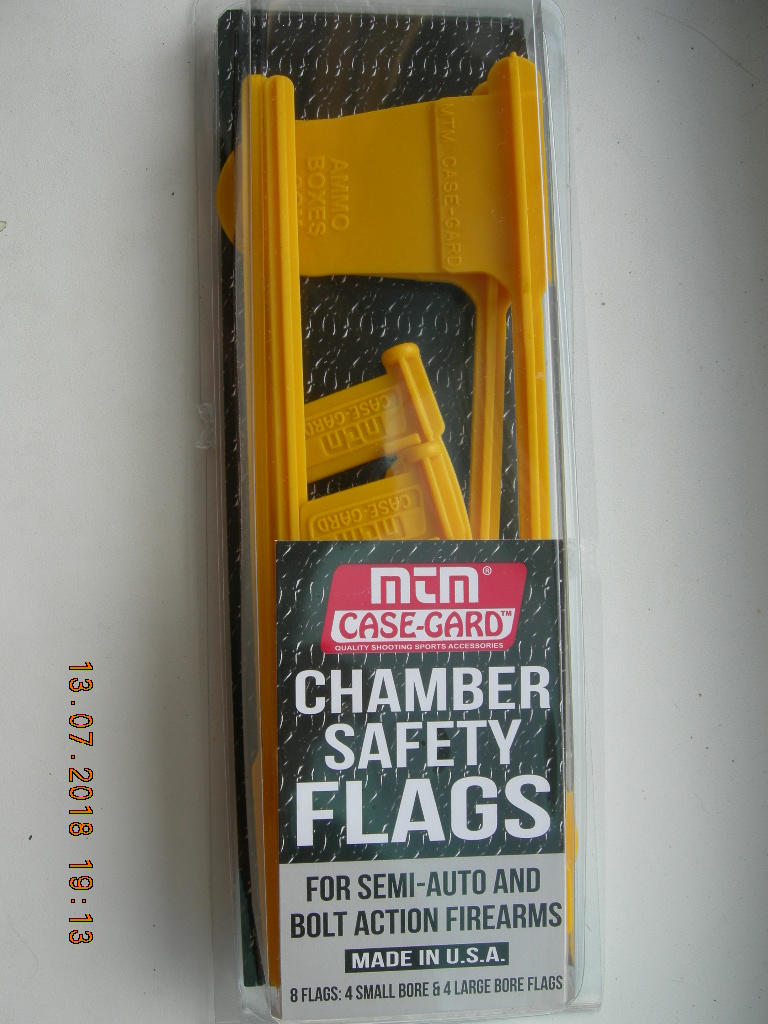 MTM CASE-GARD
AMMO
BOXES
CASE-GARD
mtm
CASE-GARD
mtm
mtm®
CASE-GARD™
QUALITY SHOOTING SPORTS ACCESSORIES
CHAMBER
SAFETY
FLAGS
FOR SEMI-AUTO AND
BOLT ACTION FIREARMS
MADE IN U.S.A.
8 FLAGS: 4 SMALL BORE & 4 LARGE BORE FLAGS
13.07.2018 19:13